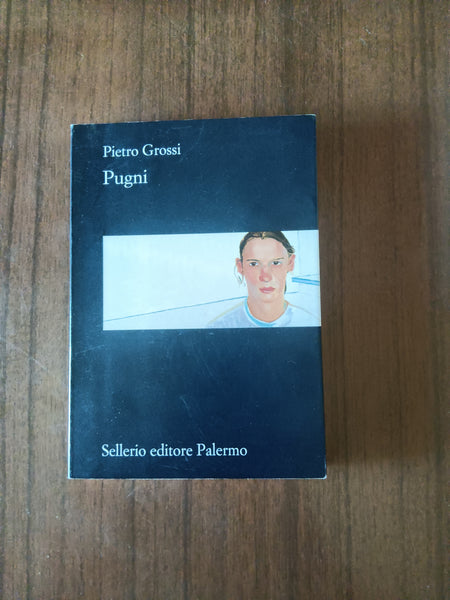 Pietro Grossi
Pugni
Sellerio editore Palermo